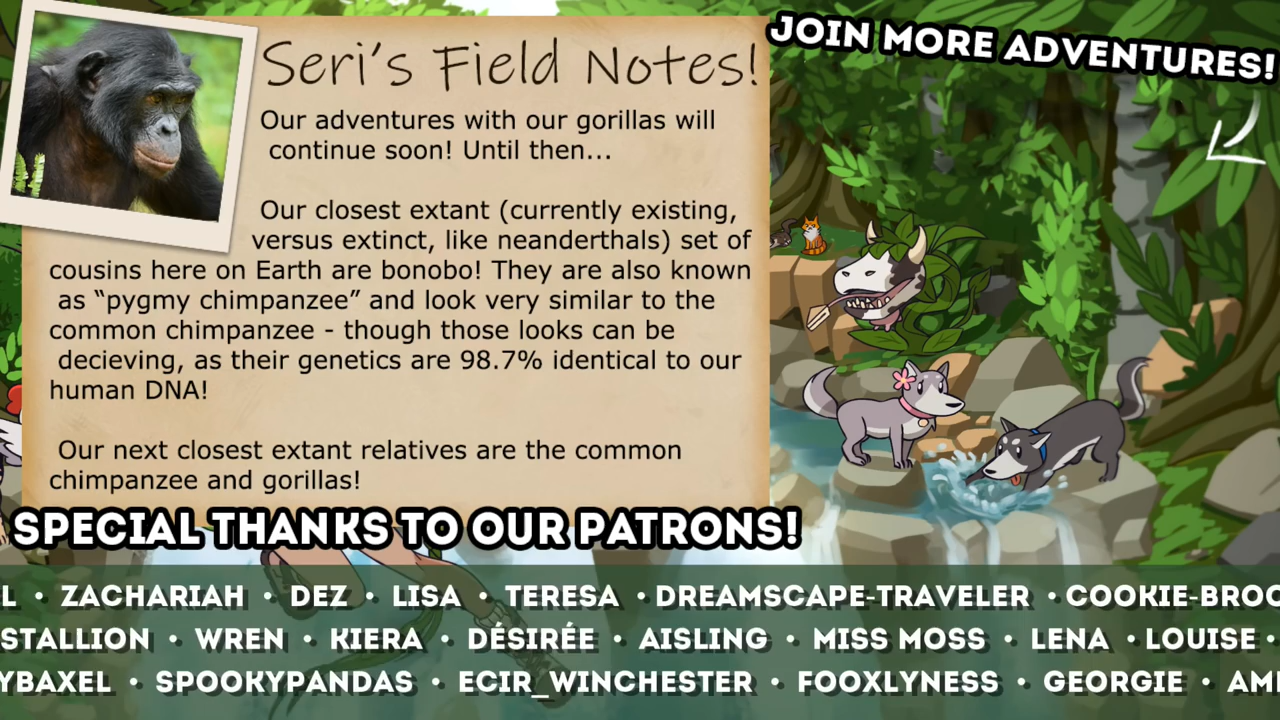 Seri's Field Notes!
JOIN MORE ADVENTURES!
Our adventures with our gorillas will
continue soon! Until then...
Our closest extant (currently existing,
versus extinct, like neanderthals) set of
cousins here on Earth are bonobo! They are also known
as “pygmy chimpanzee” and look very similar to the
common chimpanzee - though those looks can be
decieving, as their genetics are 98.7% identical to our
human DNA!
Our next closest extant relatives are the common
chimpanzee and gorillas!
SPECIAL THANKS TO OUR PATRONS!
L • ZACHARIAH • DEZ • LISA • TERESA • DREAMSCAPE-TRAVELER • COOKIE-BROO
STALLION • WREN • KIERA • DÉSIRÉE • AISLING • MISS MOSS • LENA • LOUISE •
YBAXEL • SPOOKYPANDAS • ECIR_WINCHESTER • FOOXLYNESS • GEORGIE • AM